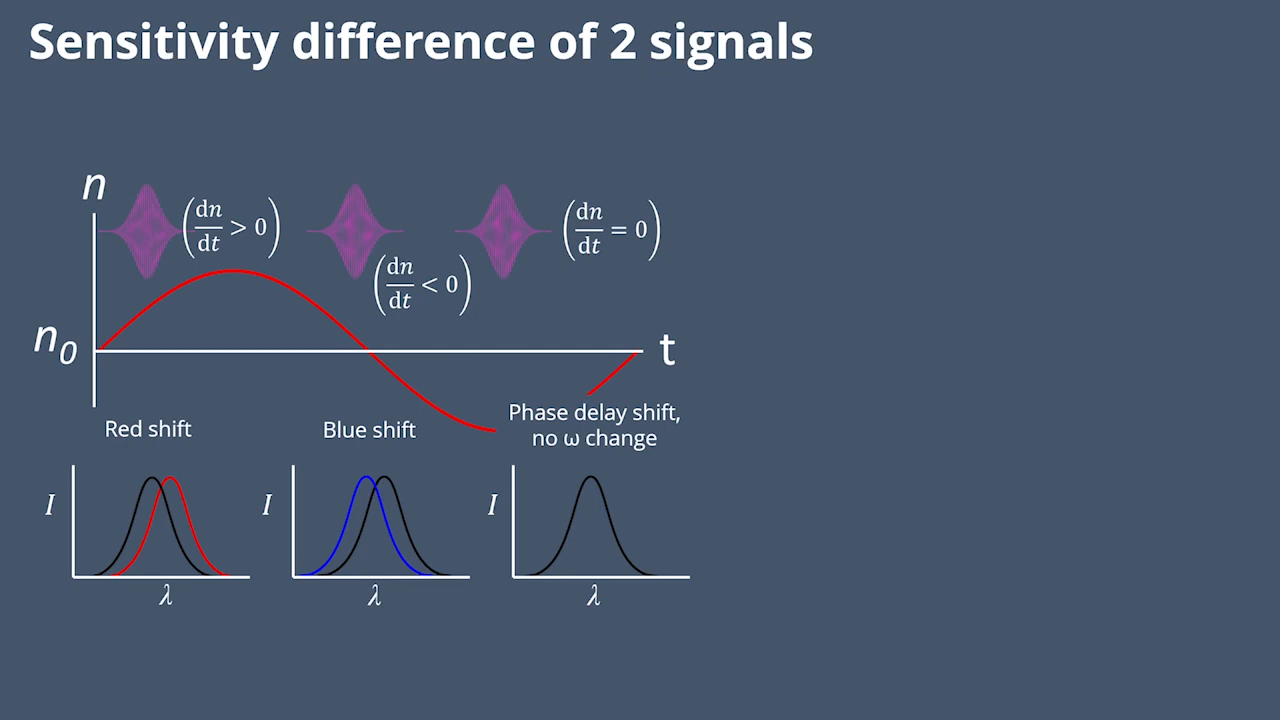 Sensitivity difference of 2 signals
n
(dn/dt > 0)
(dn/dt < 0)
(dn/dt = 0)
n₀
t
Red shift
Blue shift
Phase delay shift,
no ω change
I
I
I
λ
λ
λ